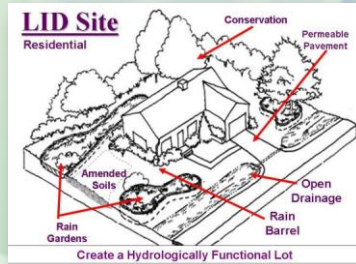 LID Site
Residential
Conservation
Permeable
Pavement
Amended
Soils
Rain
Gardens
Open
Drainage
Rain
Barrel
Create a Hydrologically Functional Lot